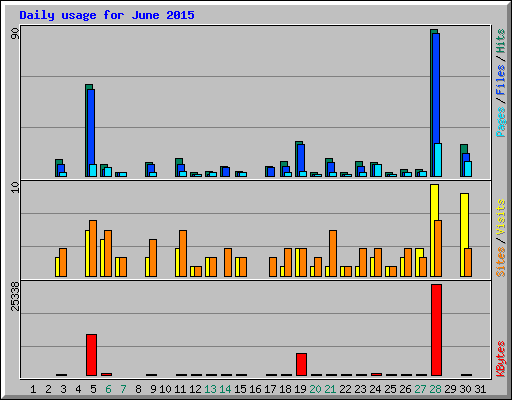 Daily usage for June 2015
90
10
25338
Pages / Files / Hits
Sites / Visits
KBytes
1 2 3 4 5 6 7 8 9 10 11 12 13 14 15 16 17 18 19 20 21 22 23 24 25 26 27 28 29 30 31